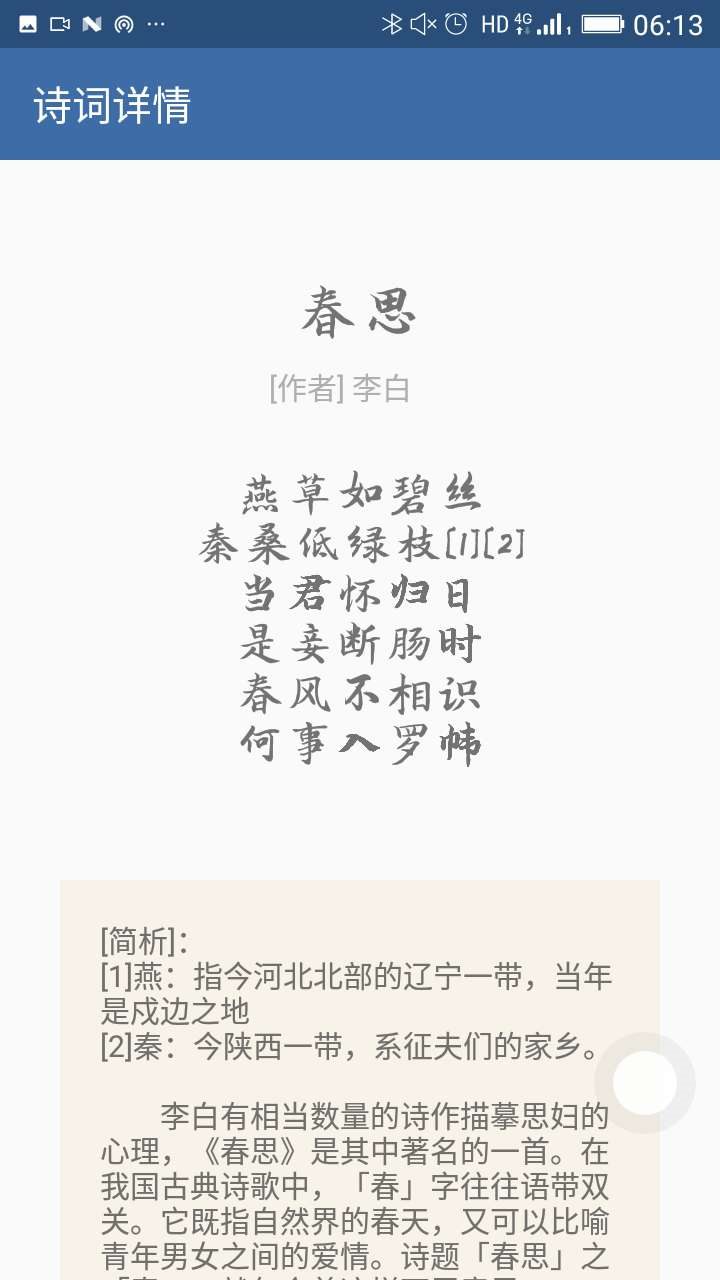 HD 4G 1 06:13
诗词详情
春思
[作者] 李白
燕草如碧丝
秦桑低绿枝[1][2]
当君怀归日
是妾断肠时
春风不相识
何事入罗帏
[简析]：
[1]燕：指今河北北部的辽宁一带，当年
是戍边之地
[2]秦：今陕西一带，系征夫们的家乡。
李白有相当数量的诗作描摹思妇的
心理，《春思》是其中著名的一首。在
我国古典诗歌中，「春」字往往语带双
关。它既指自然界的春天，又可以比喻
青年男女之间的爱情。诗题「春思」之